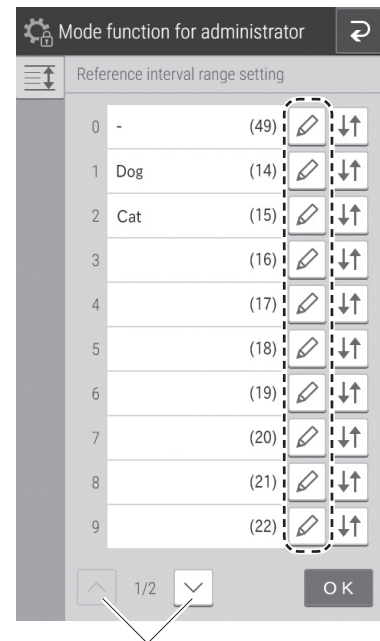 Mode function for administrator
Reference interval range setting
0 - (49)
1 Dog (14)
2 Cat (15)
3 (16)
4 (17)
5 (18)
6 (19)
7 (20)
8 (21)
9 (22)
1/2 OK